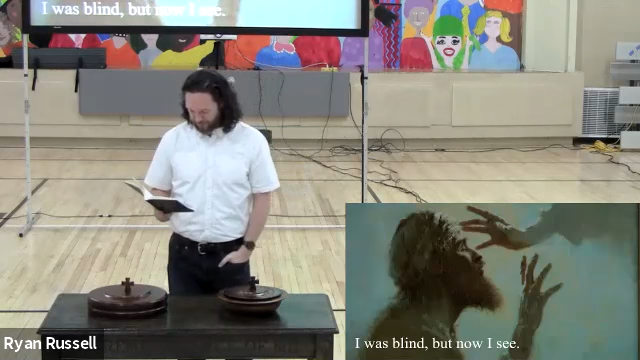 I was blind, but now I see.
I was blind, but now I see.
Ryan Russell